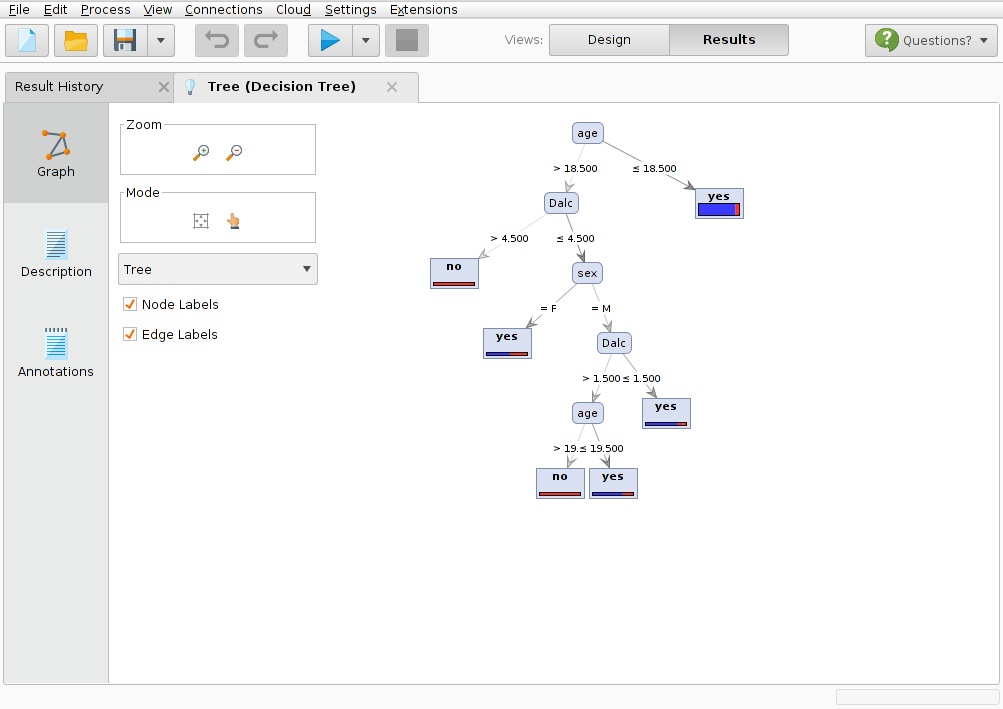 File Edit Process View Connections Cloud Settings Extensions
Views: Design Results ? Questions?
Result History Tree (Decision Tree)
Graph
Description
Annotations
Zoom
Mode
Tree
Node Labels
Edge Labels
age
> 18.500 ≤ 18.500
Dalc yes
> 4.500 ≤ 4.500
no sex
= F = M
yes Dalc
> 1.500 ≤ 1.500
age yes
> 19. ≤ 19.500
no yes